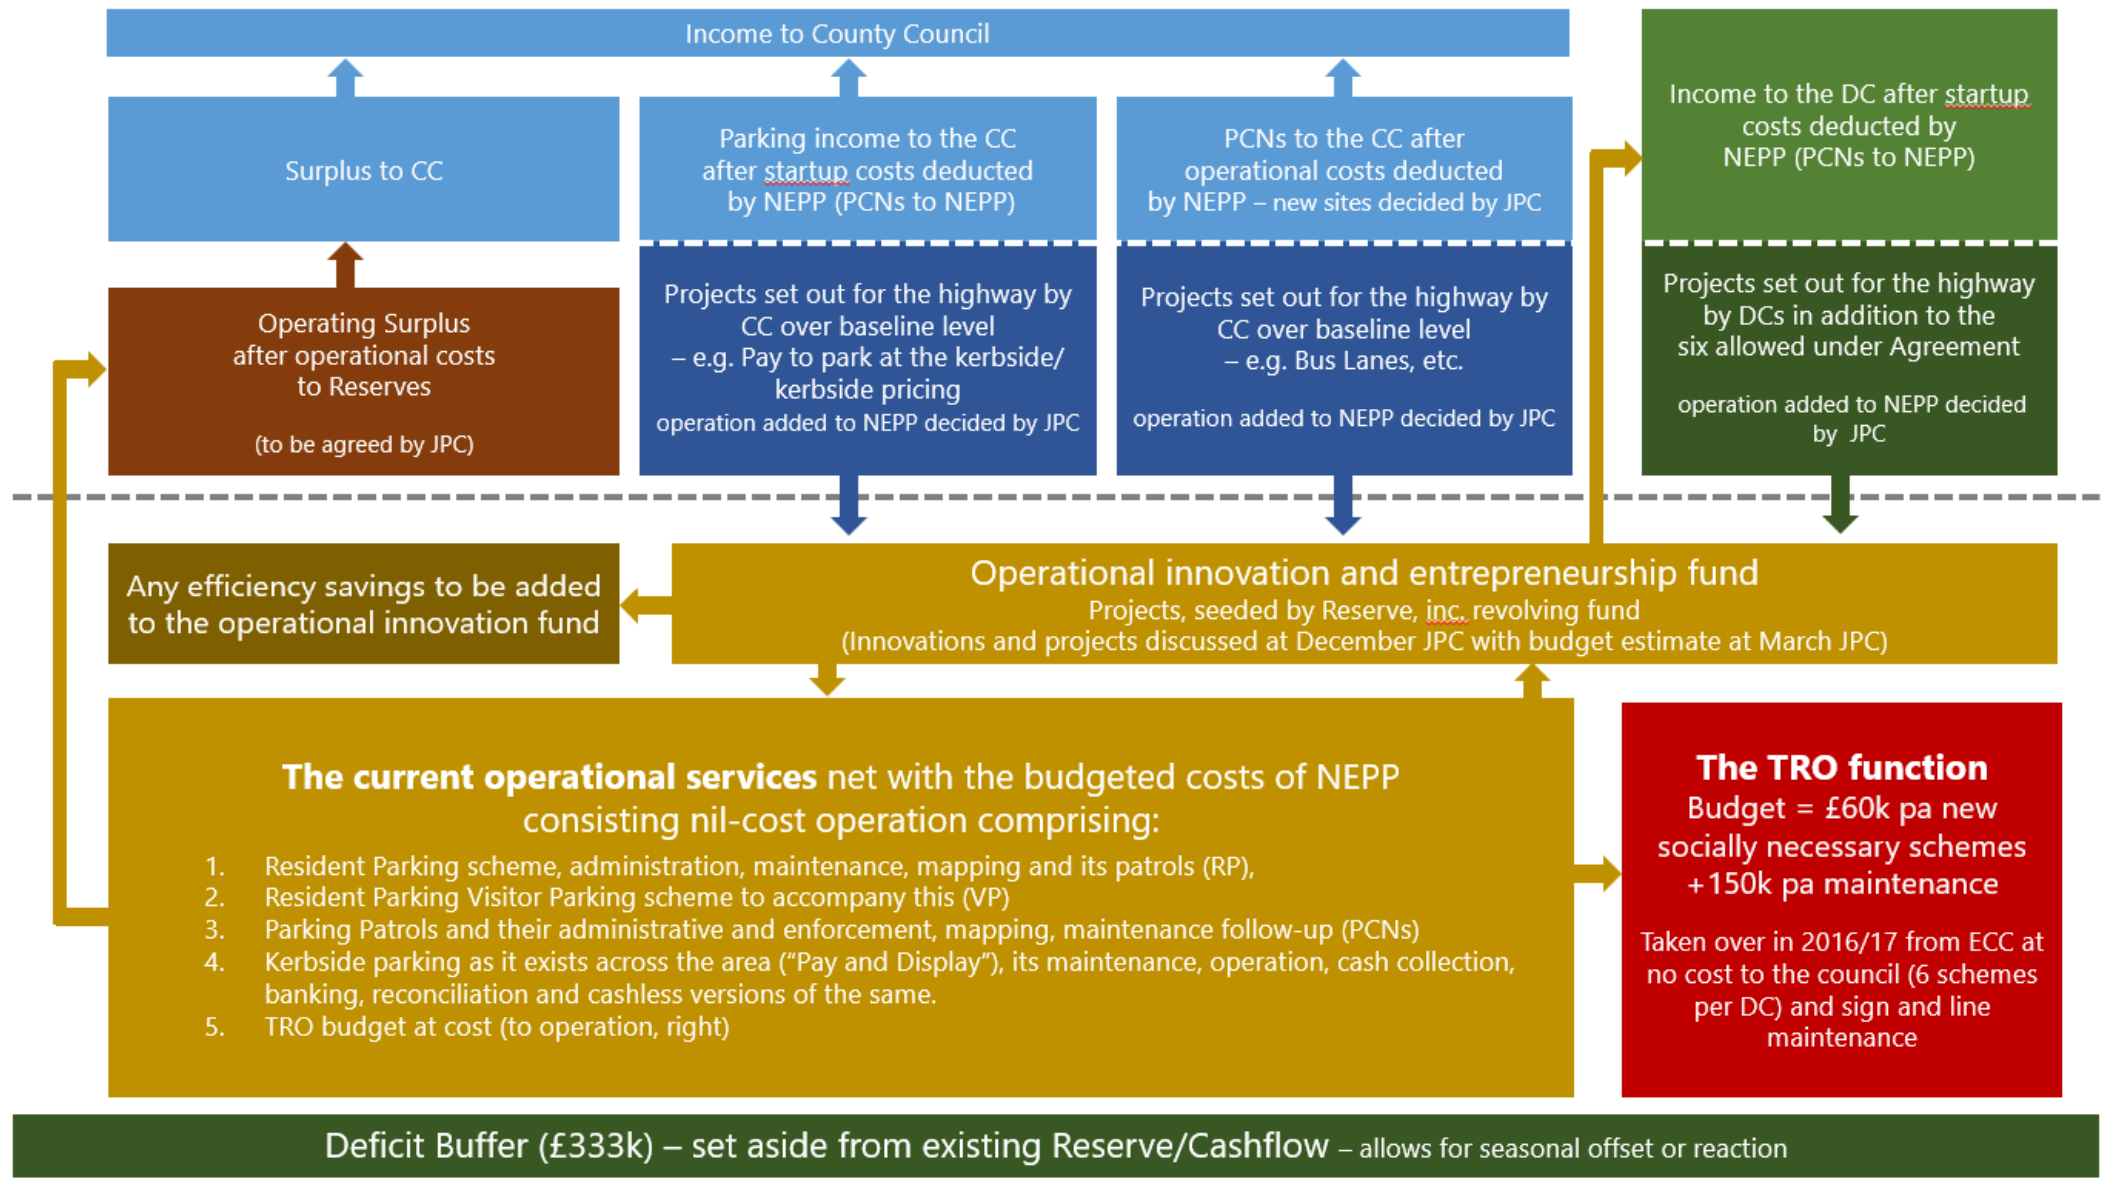 Income to County Council
Surplus to CC
Parking income to the CC
after startup costs deducted
by NEPP (PCNs to NEPP)
PCNs to the CC after
operational costs deducted
by NEPP – new sites decided by JPC
Income to the DC after startup
costs deducted by
NEPP (PCNs to NEPP)
Operating Surplus
after operational costs
to Reserves
(to be agreed by JPC)
Projects set out for the highway by
CC over baseline level
– e.g. Pay to park at the kerbside/
kerbside pricing
operation added to NEPP decided by JPC
Projects set out for the highway by
CC over baseline level
– e.g. Bus Lanes, etc.
operation added to NEPP decided by JPC
Projects set out for the highway
by DCs in addition to the
six allowed under Agreement
operation added to NEPP decided
by JPC
Any efficiency savings to be added
to the operational innovation fund
Operational innovation and entrepreneurship fund
Projects, seeded by Reserve, inc. revolving fund
(Innovations and projects discussed at December JPC with budget estimate at March JPC)
The current operational services net with the budgeted costs of NEPP
consisting nil-cost operation comprising:
1. Resident Parking scheme, administration, maintenance, mapping and its patrols (RP),
2. Resident Parking Visitor Parking scheme to accompany this (VP)
3. Parking Patrols and their administrative and enforcement, mapping, maintenance follow-up (PCNs)
4. Kerbside parking as it exists across the area (“Pay and Display”), its maintenance, operation, cash collection,
banking, reconciliation and cashless versions of the same.
5. TRO budget at cost (to operation, right)
The TRO function
Budget = £60k pa new
socially necessary schemes
+150k pa maintenance
Taken over in 2016/17 from ECC at
no cost to the council (6 schemes
per DC) and sign and line
maintenance
Deficit Buffer (£333k) – set aside from existing Reserve/Cashflow – allows for seasonal offset or reaction